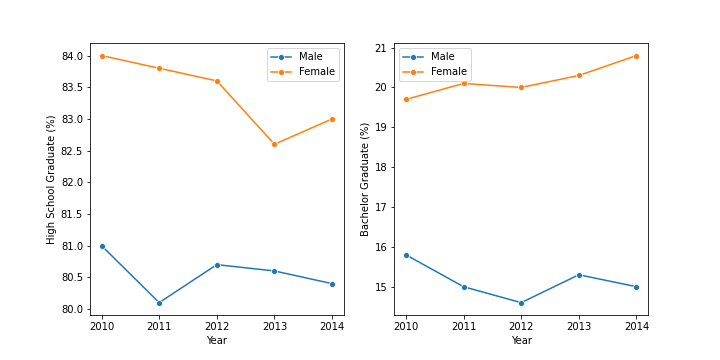 84.0
83.5
83.0
82.5
82.0
81.5
81.0
80.5
80.0
High School Graduate (%)
Male
Female
2010 2011 2012 2013 2014
Year
21
20
19
18
17
16
15
Bachelor Graduate (%)
Male
Female
2010 2011 2012 2013 2014
Year